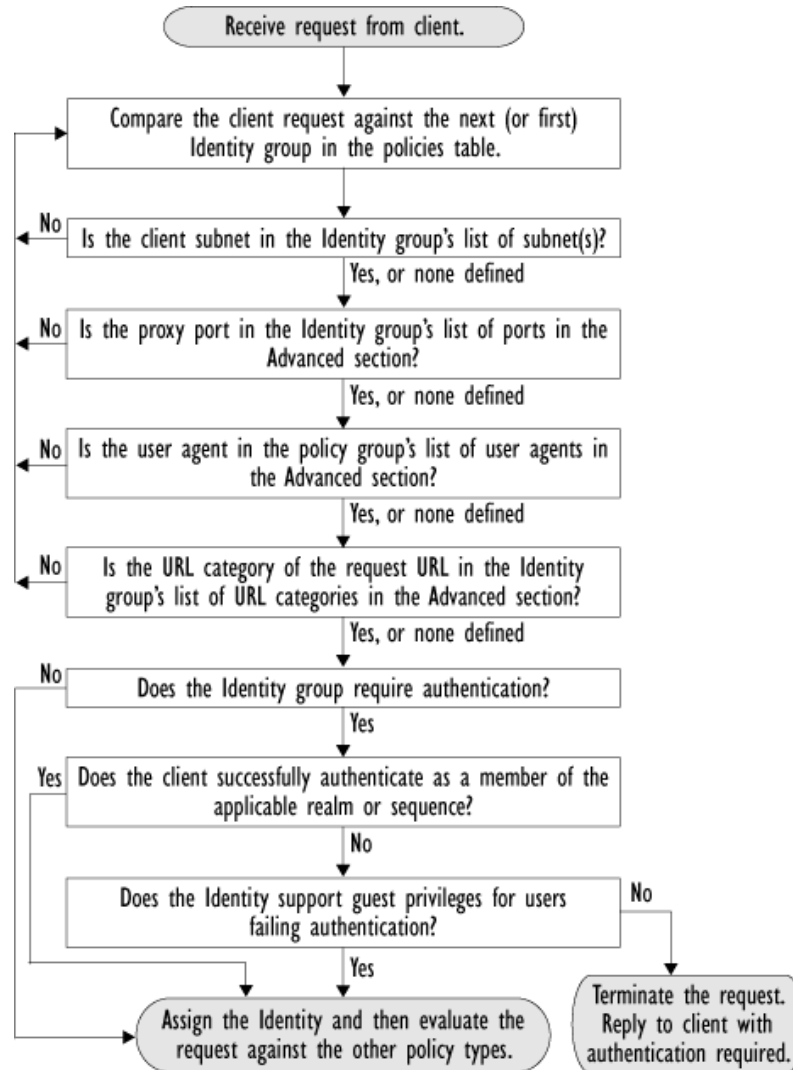 Receive request from client.
Compare the client request against the next (or first)
Identity group in the policies table.
No
Is the client subnet in the Identity group's list of subnet(s)?
Yes, or none defined
No
Is the proxy port in the Identity group's list of ports in the
Advanced section?
Yes, or none defined
No
Is the user agent in the policy group's list of user agents in
the Advanced section?
Yes, or none defined
No
Is the URL category of the request URL in the Identity
group's list of URL categories in the Advanced section?
Yes, or none defined
No
Does the Identity group require authentication?
Yes
Yes
Does the client successfully authenticate as a member of the
applicable realm or sequence?
No
Does the Identity support guest privileges for users
failing authentication?
No
Yes
Assign the Identity and then evaluate the
request against the other policy types.
Terminate the request.
Reply to client with
authentication required.